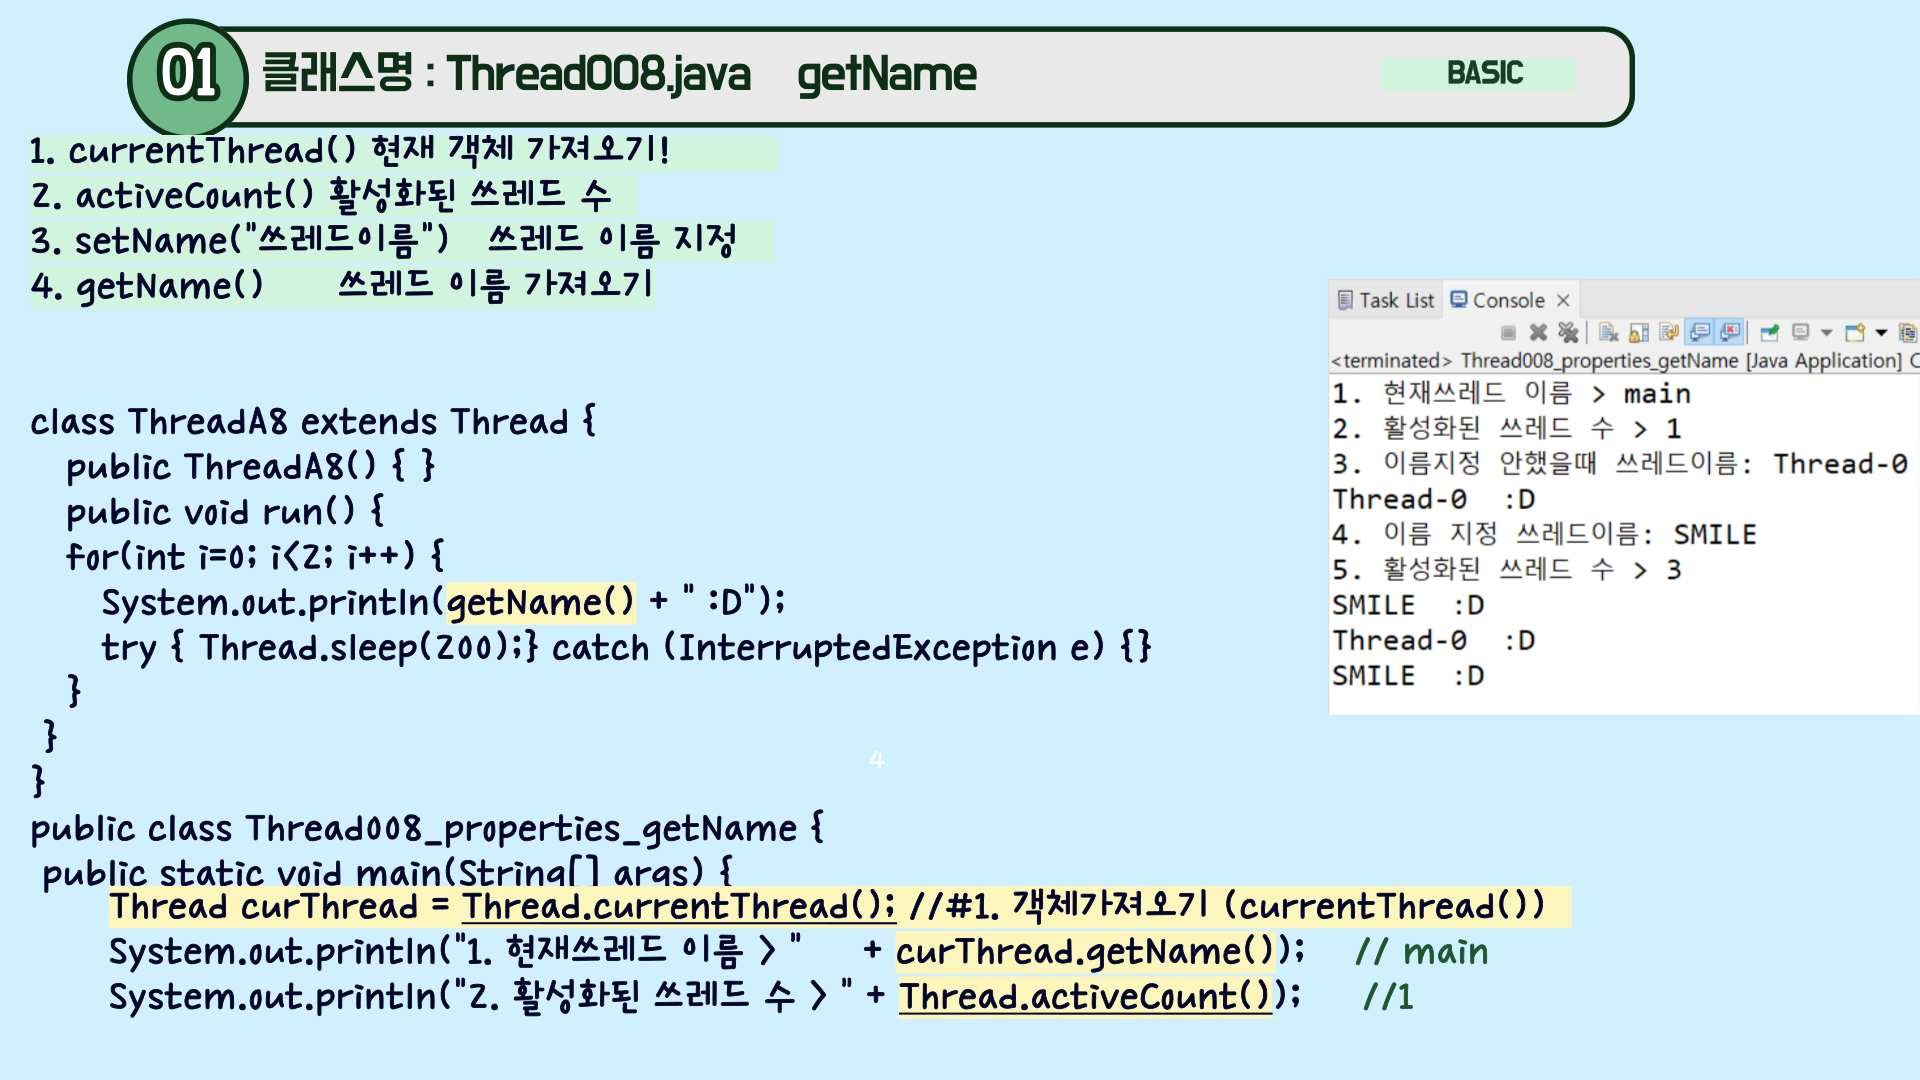 01 클래스명 : Thread008.java getName BASIC
1. currentThread() 현재 객체 가져오기!
2. activeCount() 활성화된 쓰레드 수
3. setName("쓰레드이름") 쓰레드 이름 지정
4. getName() 쓰레드 이름 가져오기
class ThreadA8 extends Thread {
public ThreadA8() { }
public void run() {
for(int i=0; i<2; i++) {
System.out.println(getName() + " :D");
try { Thread.sleep(200);} catch (InterruptedException e) {}
}
}
}
public class Thread008_properties_getName {
public static void main(String[] args) {
Thread curThread = Thread.currentThread(); //#1. 객체가져오기 (currentThread())
System.out.println("1. 현재쓰레드 이름 > " + curThread.getName()); // main
System.out.println("2. 활성화된 쓰레드 수 > " + Thread.activeCount()); //1
4
Task List Console
<terminated> Thread008_properties_getName [Java Application] C
1. 현재쓰레드 이름 > main
2. 활성화된 쓰레드 수 > 1
3. 이름지정 안했을때 쓰레드이름: Thread-0
Thread-0 :D
4. 이름 지정 쓰레드이름: SMILE
5. 활성화된 쓰레드 수 > 3
SMILE :D
Thread-0 :D
SMILE :D